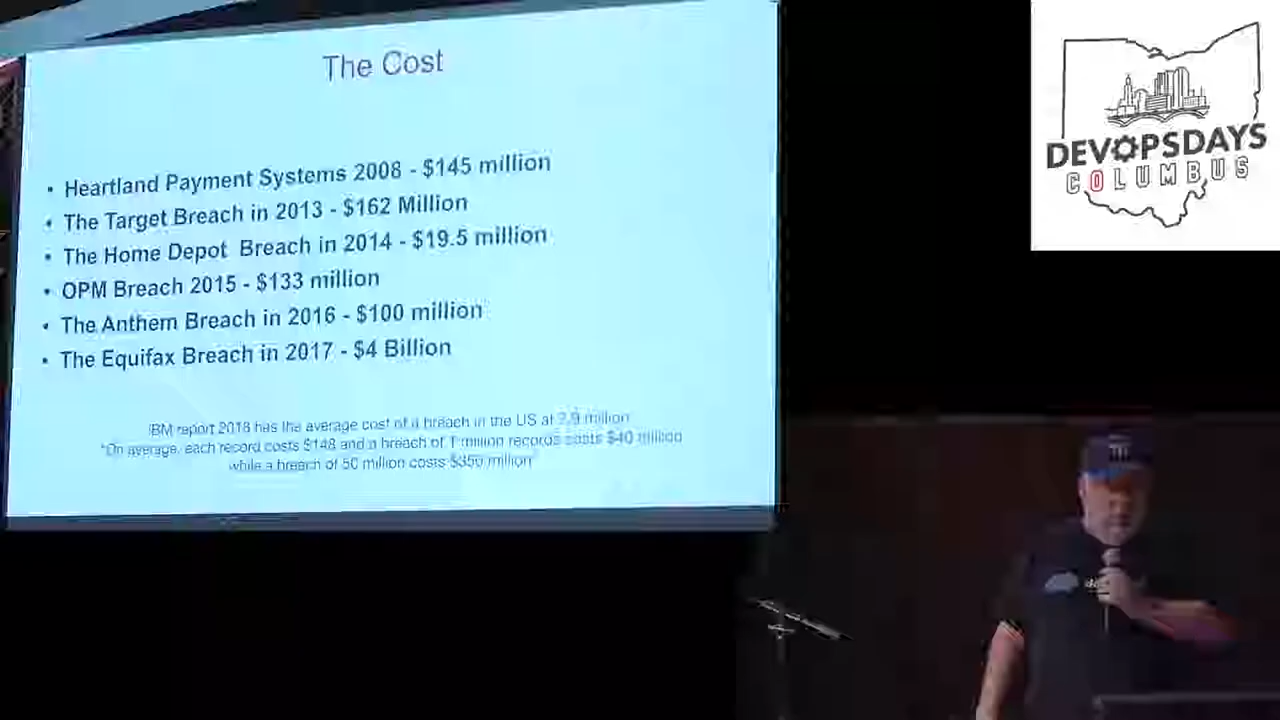 The Cost
• Heartland Payment Systems 2008 - $145 million
• The Target Breach in 2013 - $162 Million
• The Home Depot Breach in 2014 - $19.5 million
• OPM Breach 2015 - $133 million
• The Anthem Breach in 2016 - $100 million
• The Equifax Breach in 2017 - $4 Billion
IBM report 2018 has the average cost of a breach in the US at million
"On average, each record costs $148 and a breach of 1 million records costs $40 million
while a breach of 50 million costs $350 million"
DEVOPSDAYS
COLUMBUS